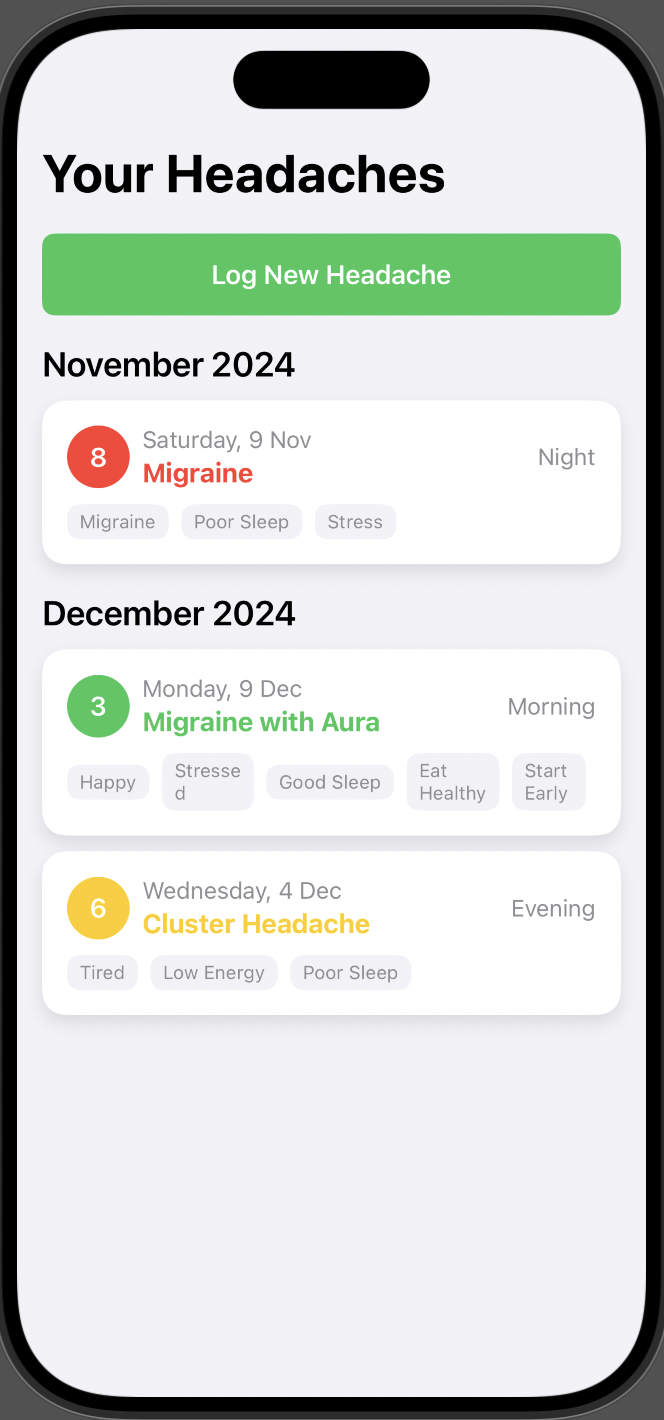 Your Headaches
Log New Headache
November 2024
8
Saturday, 9 Nov
Migraine
Night
Migraine
Poor Sleep
Stress
December 2024
3
Monday, 9 Dec
Migraine with Aura
Morning
Happy
Stresse
d
Good Sleep
Eat
Healthy
Start
Early
6
Wednesday, 4 Dec
Cluster Headache
Evening
Tired
Low Energy
Poor Sleep